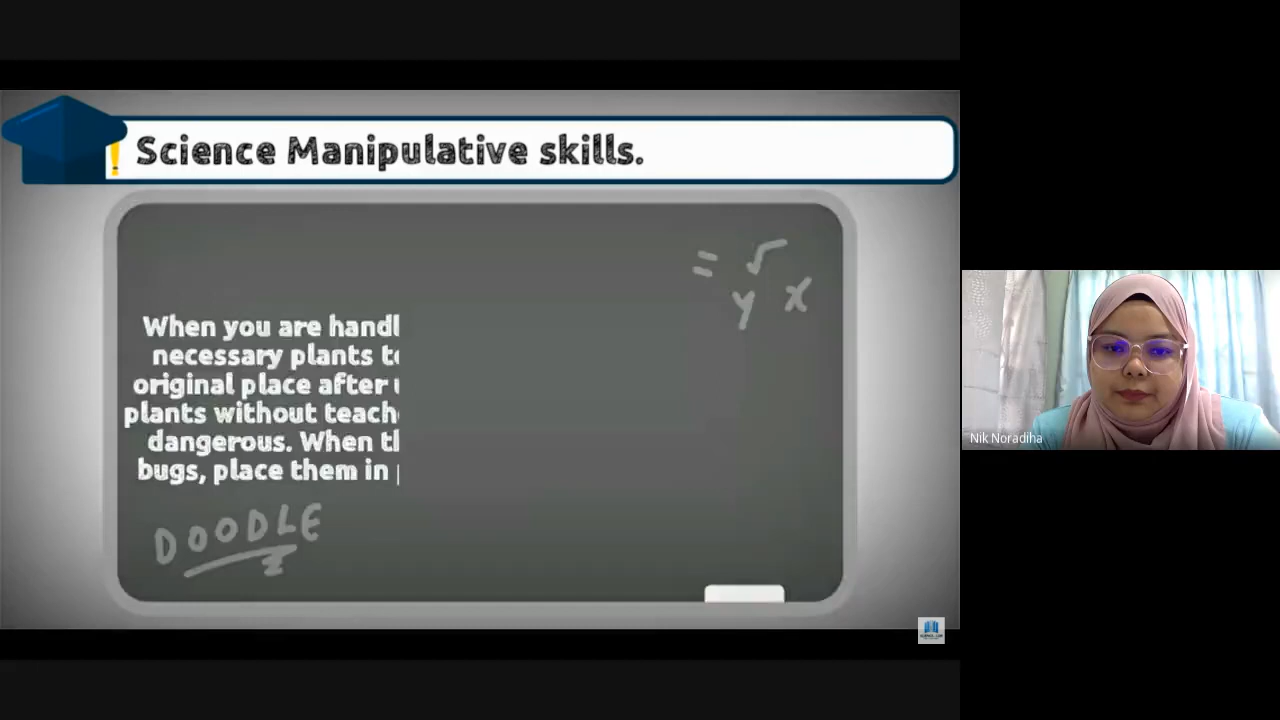 Science Manipulative skills.
= √
y x
When you are handl
necessary plants t
original place after
plants without teach
dangerous. When t
bugs, place them in
DOODLE
Nik Noradiha